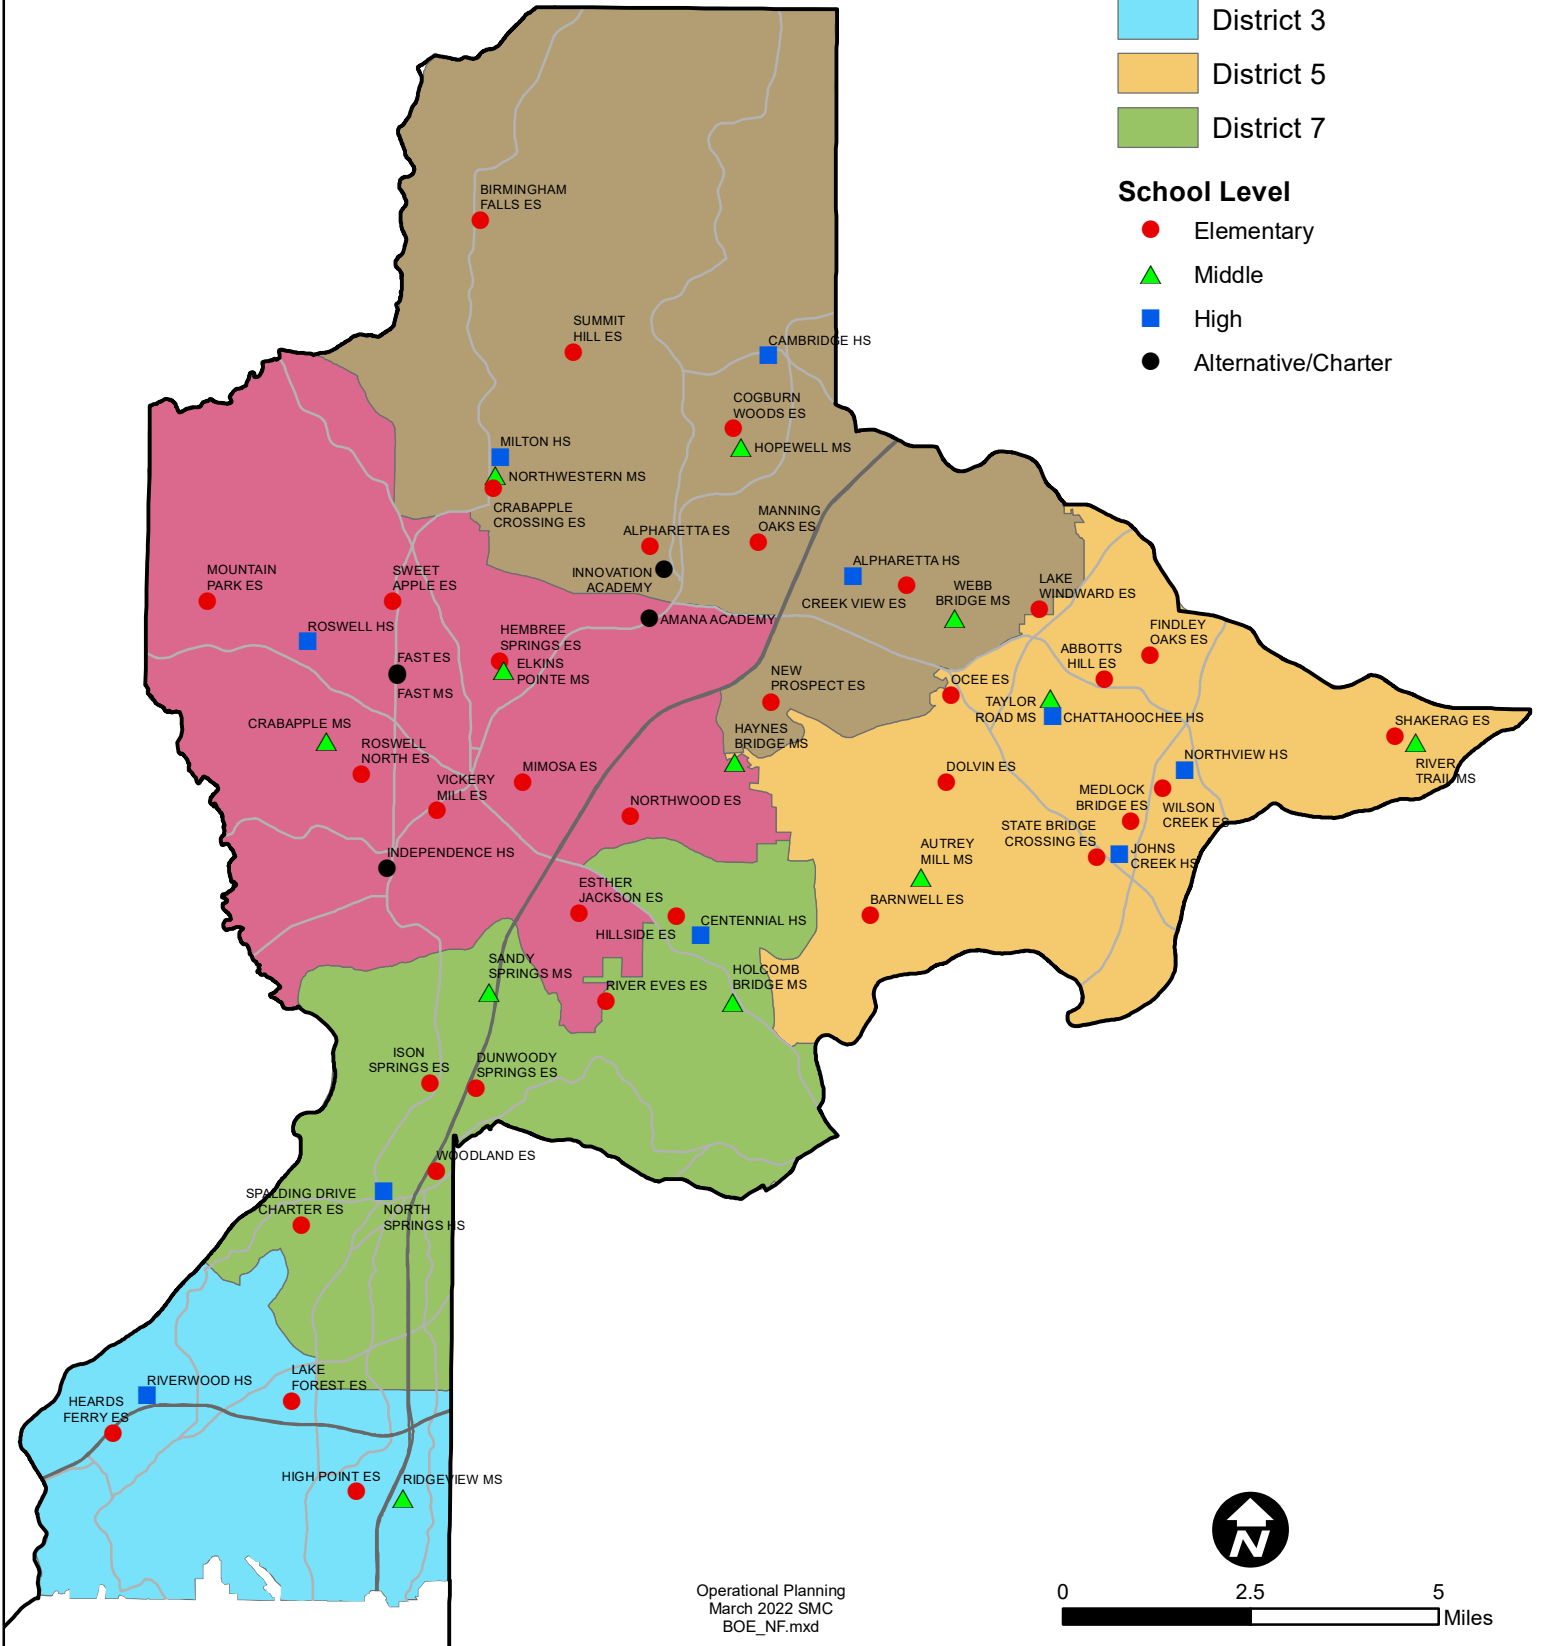 District 3
District 5
District 7
School Level
Elementary
Middle
High
Alternative/Charter
BIRMINGHAM
FALLS ES
SUMMIT
HILL ES
CAMBRIDGE HS
COGBURN
WOODS ES
HOPEWELL MS
MILTON HS
NORTHWESTERN MS
CRABAPPLE
CROSSING ES
MANNING
OAKS ES
ALPHARETTA ES
INNOVATION
ACADEMY
ALPHARETTA HS
CREEK VIEW ES
WEBB
BRIDGE MS
LAKE
WINDWARD ES
MOUNTAIN
PARK ES
SWEET
APPLE ES
ROSWELL HS
HEMBREE
SPRINGS ES
ELKINS
POINTE MS
AMANA ACADEMY
FAST ES
FAST MS
FINDLEY
OAKS ES
ABBOTTS
HILL ES
NEW
PROSPECT ES
OCEE ES
TAYLOR
ROAD MS
CHATTAHOOCHEE HS
SHAKERAG ES
RIVER
TRAIL MS
CRABAPPLE MS
ROSWELL
NORTH ES
HAYNES
BRIDGE MS
NORTHVIEW HS
VICKERY
MILL ES
MIMOSA ES
DOLVIN ES
NORTHWOOD ES
MEDLOCK
BRIDGE ES
WILSON
CREEK ES
STATE BRIDGE
CROSSING ES
JOHNS
CREEK HS
INDEPENDENCE HS
AUTREY
MILL MS
ESTHER
JACKSON ES
BARNWELL ES
HILLSIDE ES
CENTENNIAL HS
SANDY
SPRINGS MS
RIVER EVES ES
HOLCOMB
BRIDGE MS
ISON
SPRINGS ES
DUNWOODY
SPRINGS ES
WOODLAND ES
SPALDING DRIVE
CHARTER ES
NORTH
SPRINGS HS
RIVERWOOD HS
LAKE
FOREST ES
HEARDS
FERRY ES
HIGH POINT ES
RIDGEVIEW MS
N
Operational Planning
March 2022 SMC
BOE_NF.mxd
0 2.5 5
Miles